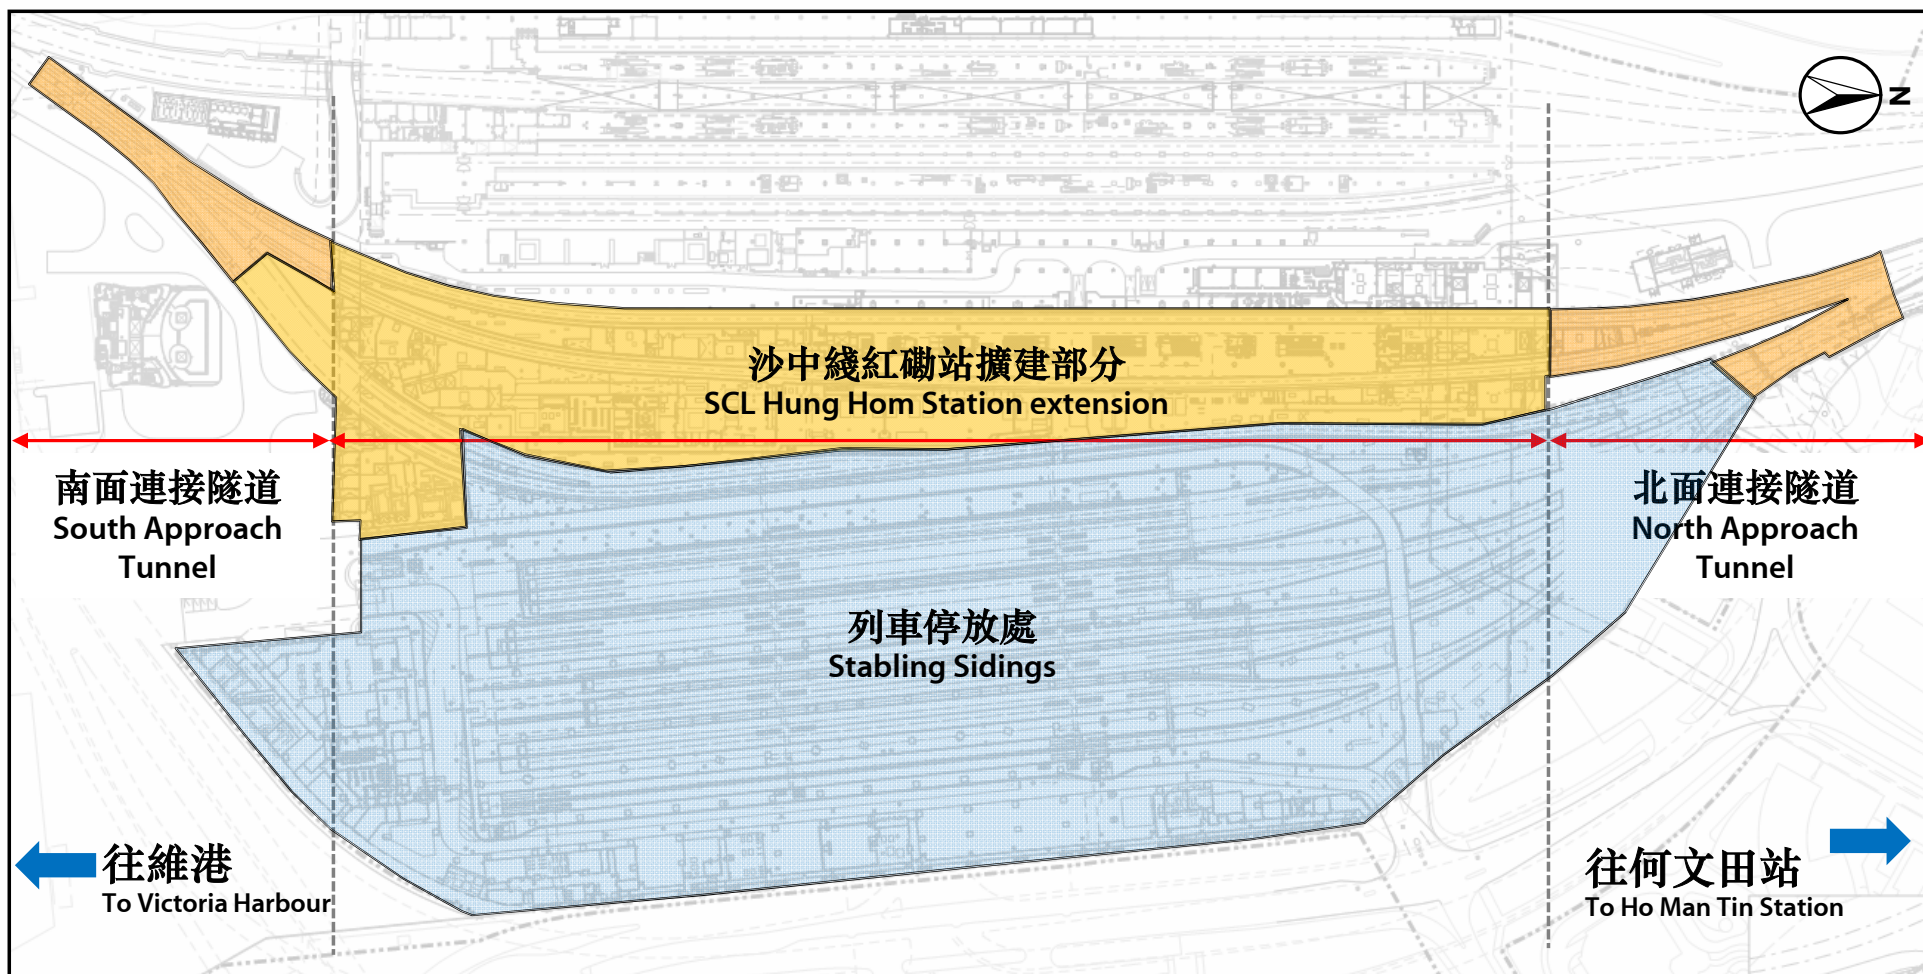 N
沙中綫紅磡站擴建部分
SCL Hung Hom Station extension
南面連接隧道
South Approach
Tunnel
北面連接隧道
North Approach
Tunnel
列車停放處
Stabling Sidings
往維港
To Victoria Harbour
往何文田站
To Ho Man Tin Station